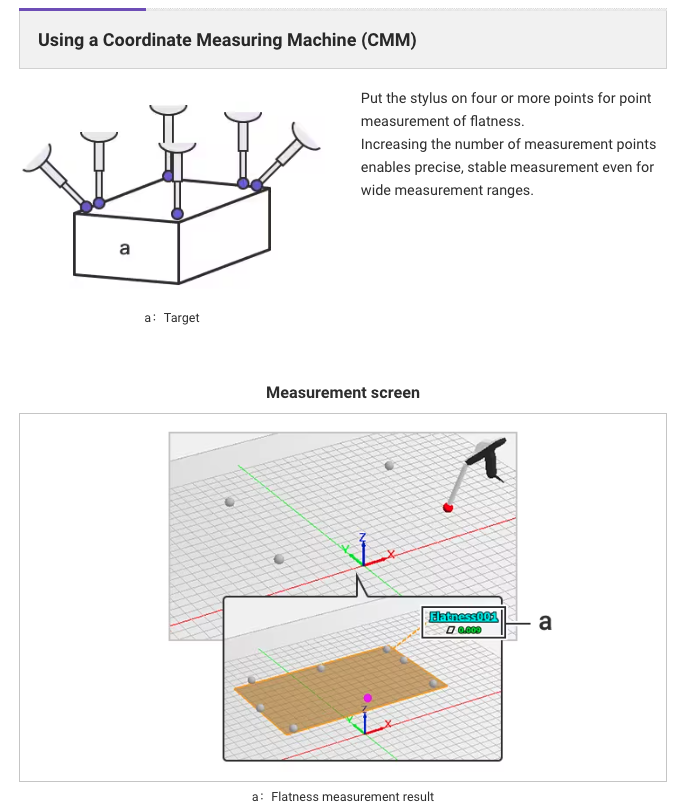 Using a Coordinate Measuring Machine (CMM)
Put the stylus on four or more points for point
measurement of flatness.
Increasing the number of measurement points
enables precise, stable measurement even for
wide measurement ranges.
a
a：Target
Measurement screen
Z
Y
X
Flatness001
0.009
a
Z
Y
X
a：Flatness measurement result